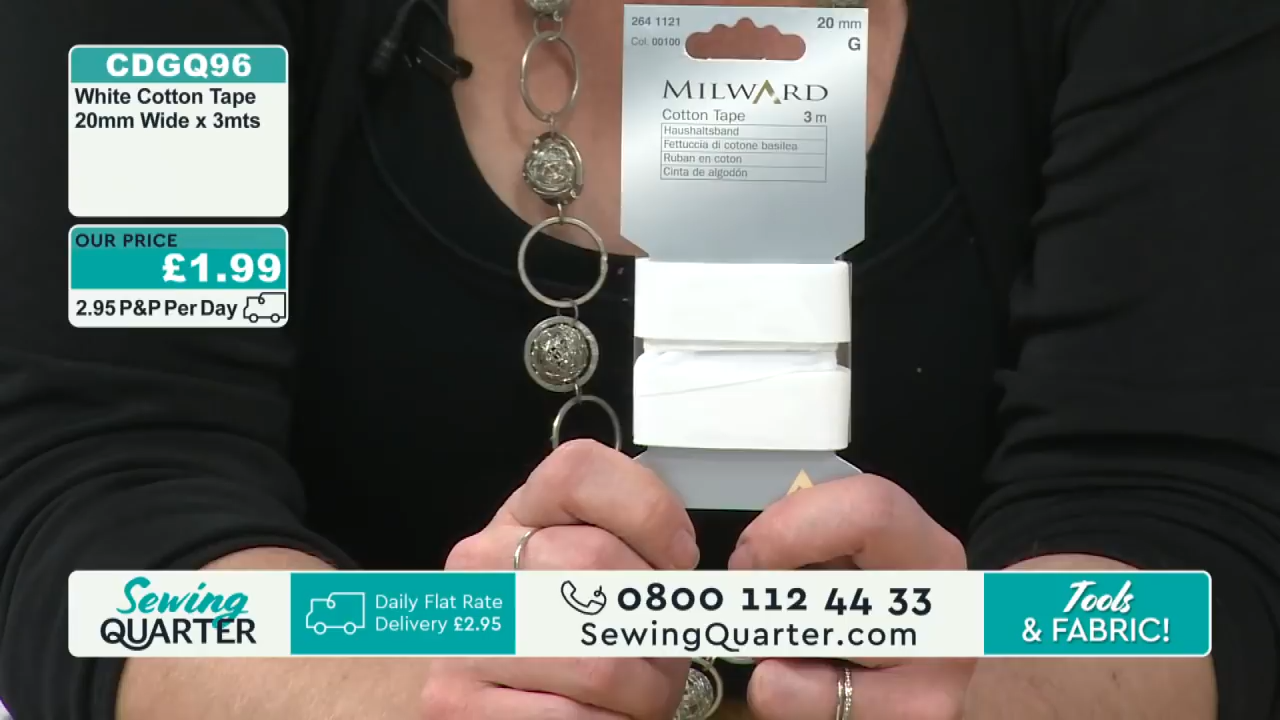 CDGQ96
White Cotton Tape
20mm Wide x 3mts
OUR PRICE
£1.99
2.95 P&P Per Day
264 1121
20 mm
Col. 00100
G
MILWARD
Cotton Tape
3 m
Haushaltsband
Fettuccia di cotone basilea
Ruban en coton
Cinta de algodón
Sewing
QUARTER
Daily Flat Rate
Delivery £2.95
0800 112 44 33
SewingQuarter.com
Tools
& FABRIC!